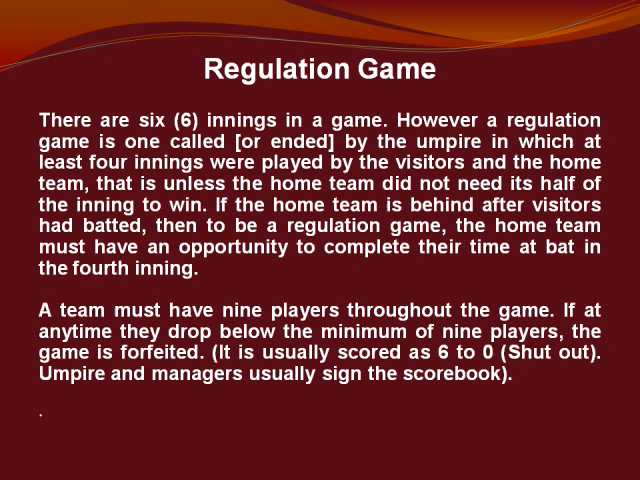 Regulation Game
There are six (6) innings in a game. However a regulation
game is one called [or ended] by the umpire in which at
least four innings were played by the visitors and the home
team, that is unless the home team did not need its half of
the inning to win. If the home team is behind after visitors
had batted, then to be a regulation game, the home team
must have an opportunity to complete their time at bat in
the fourth inning.
A team must have nine players throughout the game. If at
anytime they drop below the minimum of nine players, the
game is forfeited. (It is usually scored as 6 to 0 (Shut out).
Umpire and managers usually sign the scorebook).
.